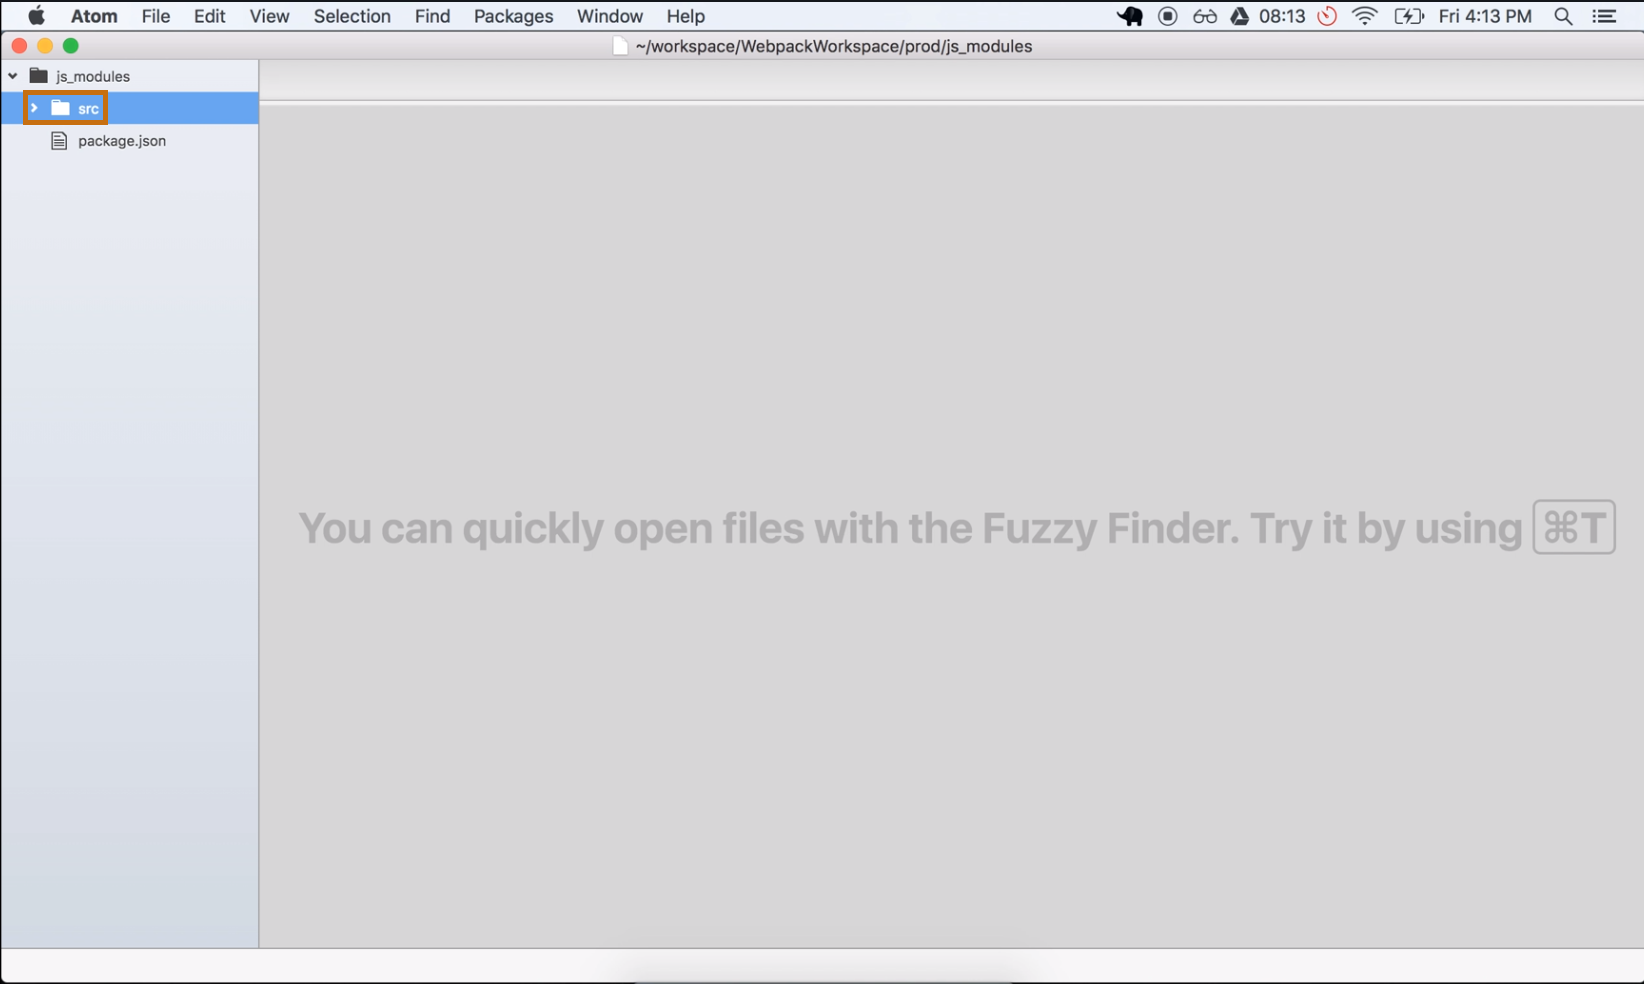 Atom File Edit View Selection Find Packages Window Help 08:13 Fri 4:13 PM
~/workspace/WebpackWorkspace/prod/js_modules
js_modules
src
package.json
You can quickly open files with the Fuzzy Finder. Try it by using ⌘T